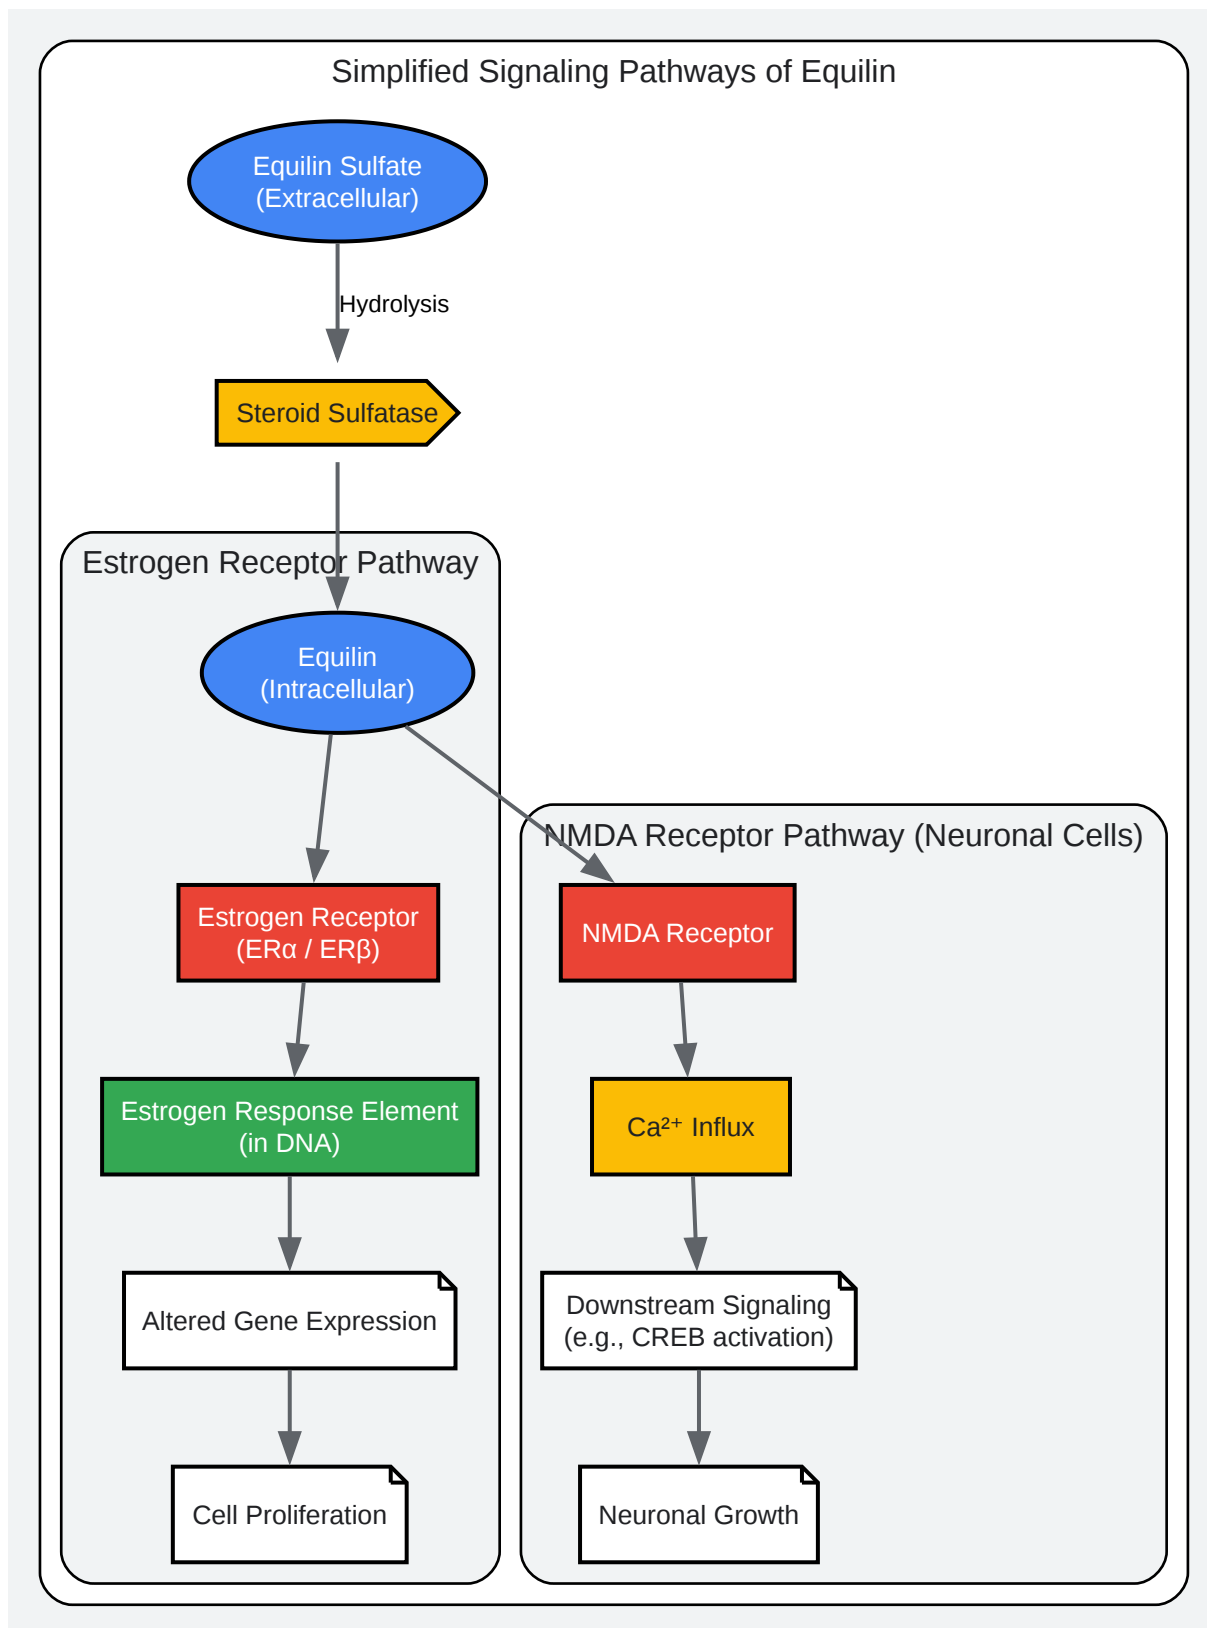 Simplified Signaling Pathways of Equilin
Equilin Sulfate
(Extracellular)
Hydrolysis
Steroid Sulfatase
Estrogen Receptor Pathway
Equilin
(Intracellular)
NMDA Receptor Pathway (Neuronal Cells)
Estrogen Receptor
(ERα / ERβ)
NMDA Receptor
Estrogen Response Element
(in DNA)
Ca²⁺ Influx
Altered Gene Expression
Downstream Signaling
(e.g., CREB activation)
Cell Proliferation
Neuronal Growth